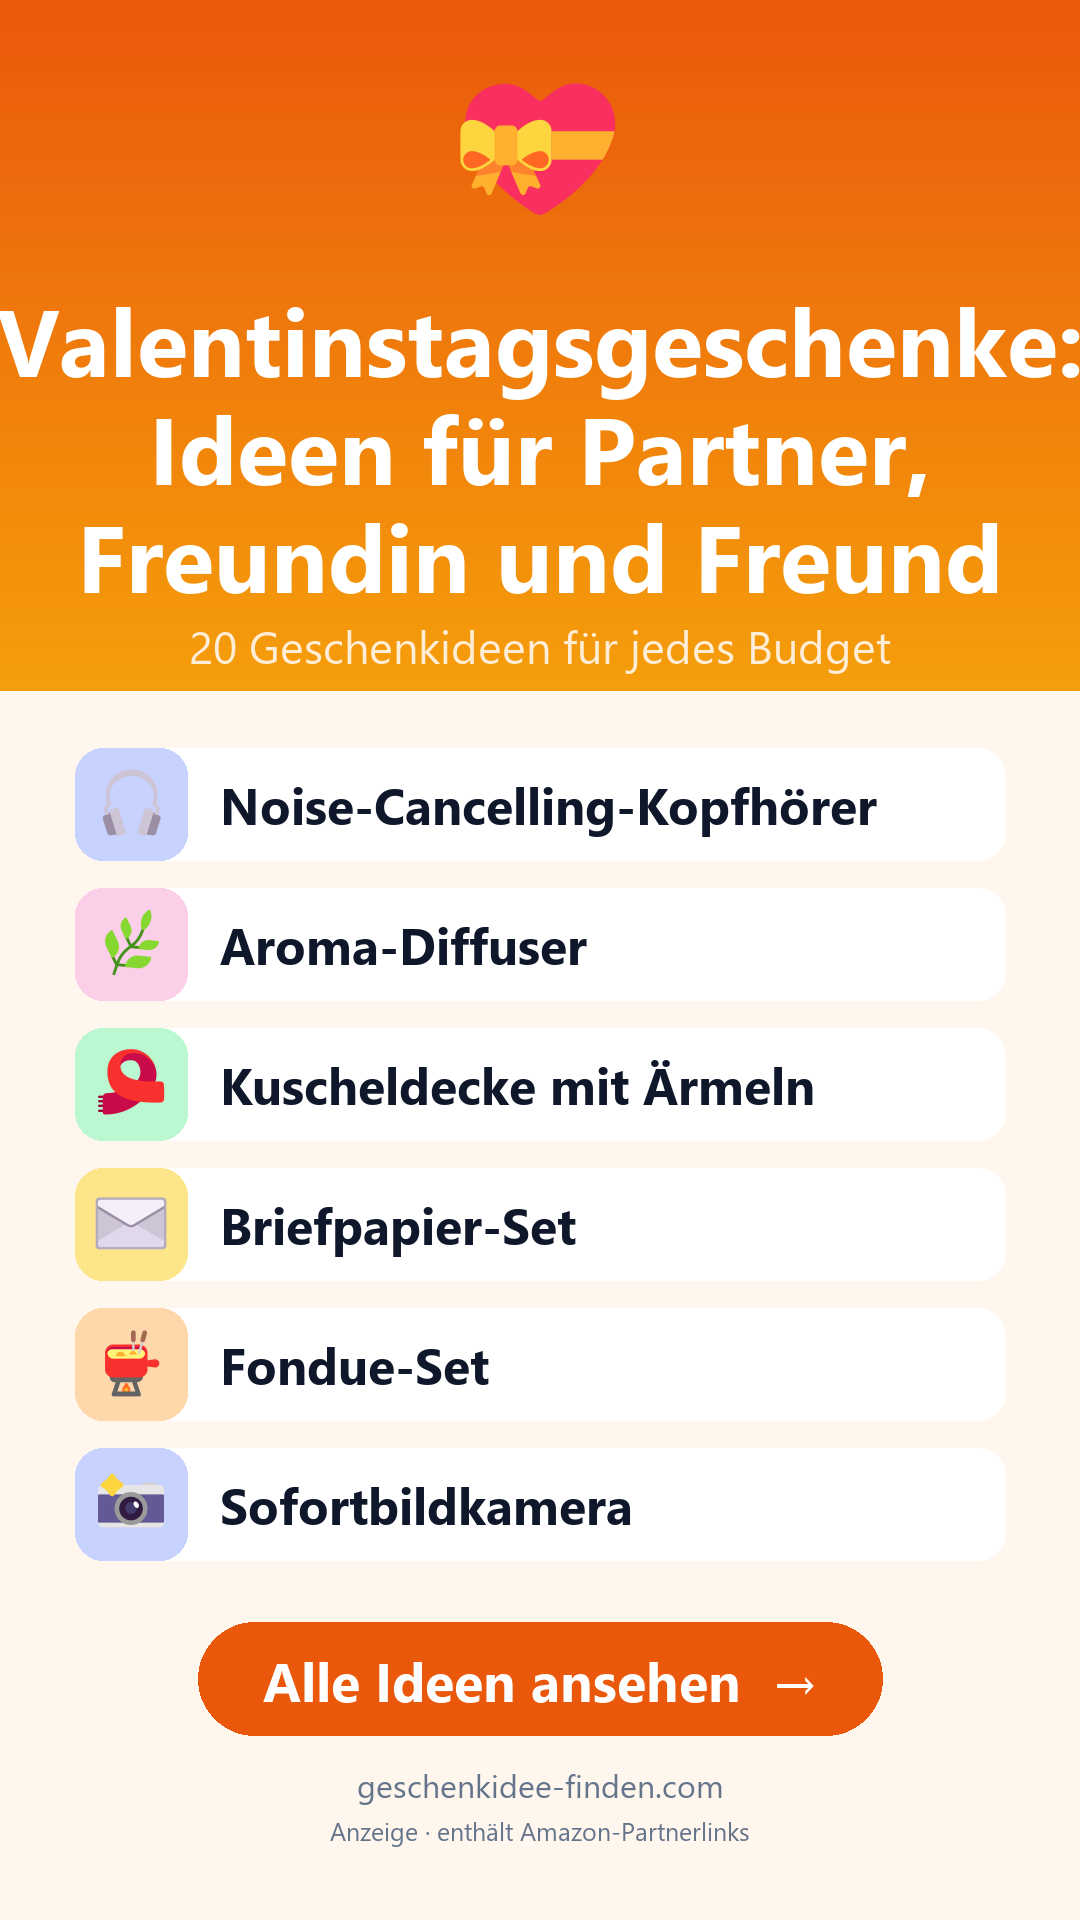 Valentinstagsgeschenke:
Ideen für Partner,
Freundin und Freund
20 Geschenkideen für jedes Budget
Noise-Cancelling-Kopfhörer
Aroma-Diffuser
Kuscheldecke mit Ärmeln
Briefpapier-Set
Fondue-Set
Sofortbildkamera
Alle Ideen ansehen →
geschenkidee-finden.com
Anzeige · enthält Amazon-Partnerlinks